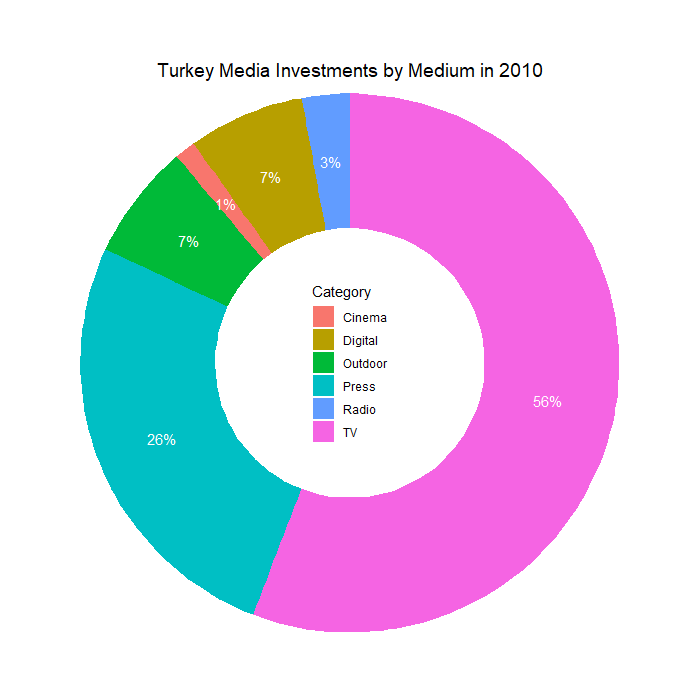 Turkey Media Investments by Medium in 2010
3%
7%
1%
7%
Category
Cinema
Digital
Outdoor
Press
Radio
TV
56%
26%